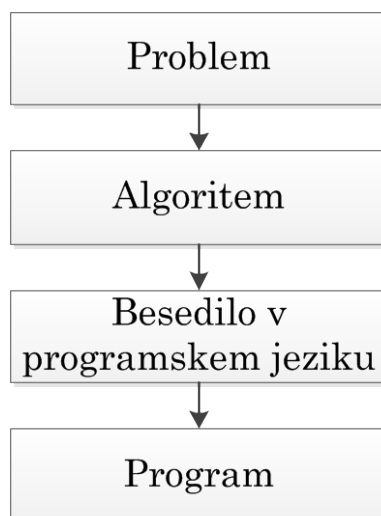 Problem
Algoritem
Besedilo v
programskem jeziku
Program